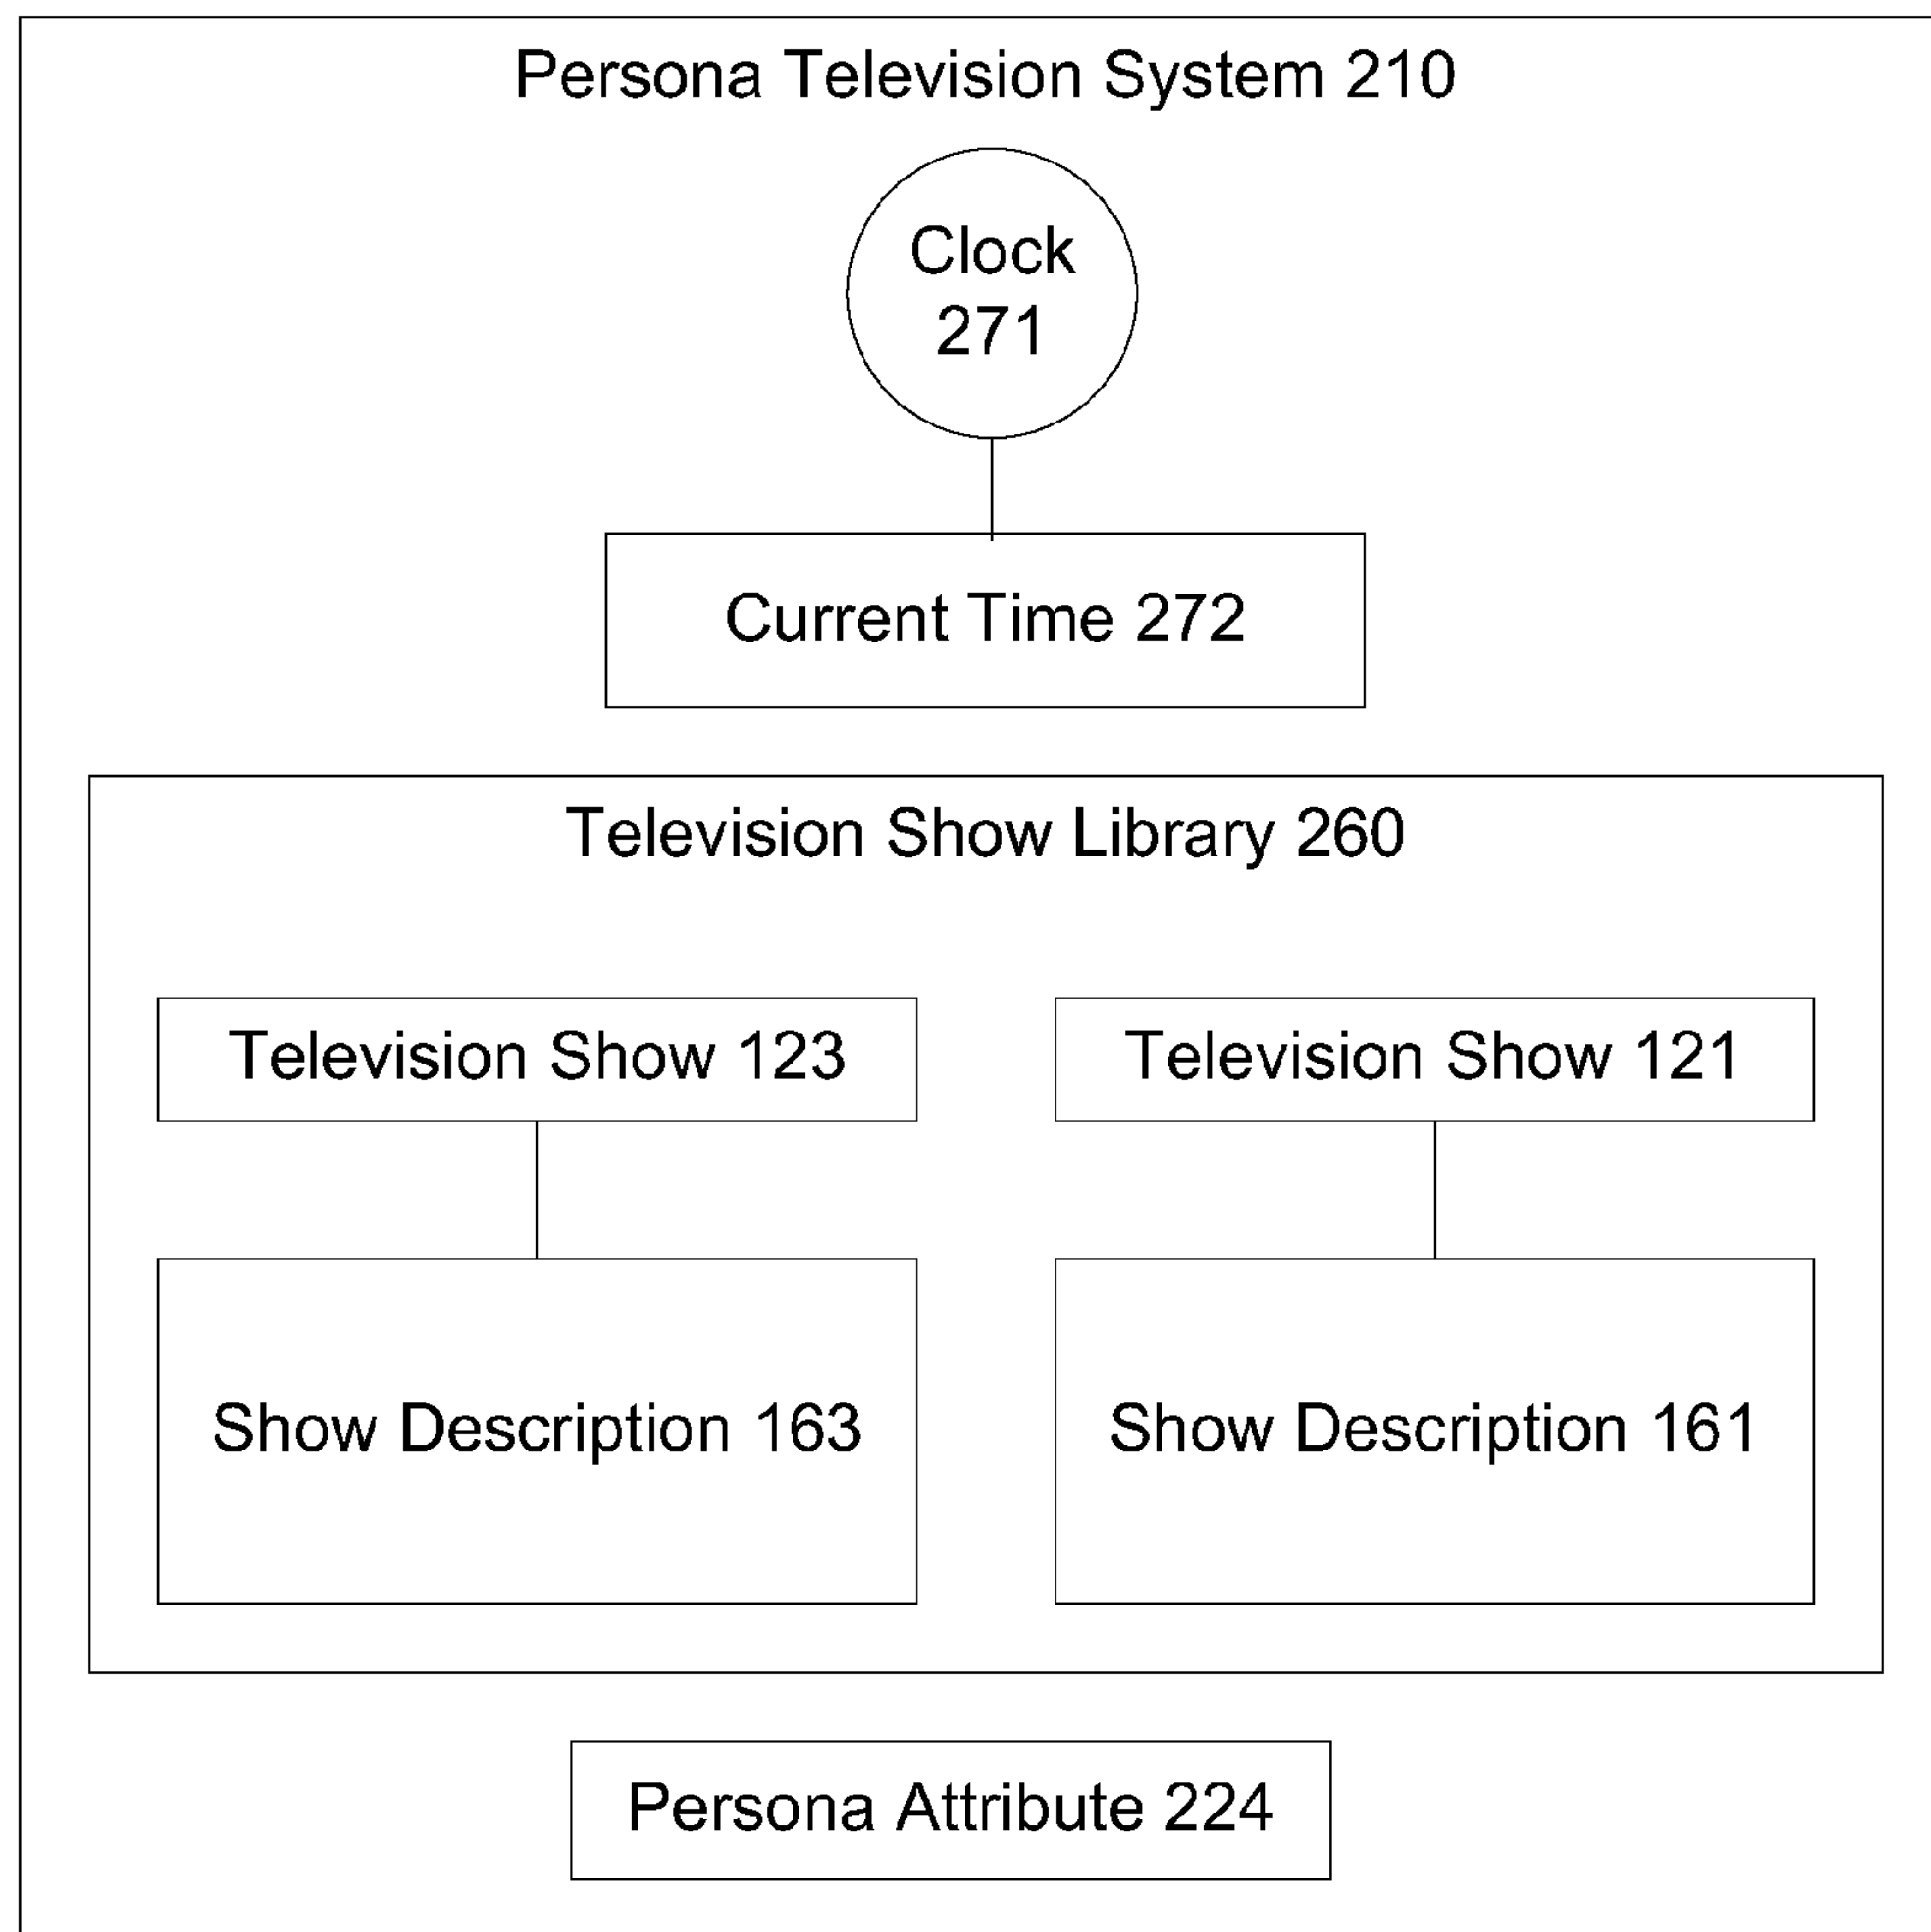 Persona Television System 210
Clock
271
Current Time 272
Television Show Library 260
Television Show 123
Television Show 121
Show Description 163
Show Description 161
Persona Attribute 224